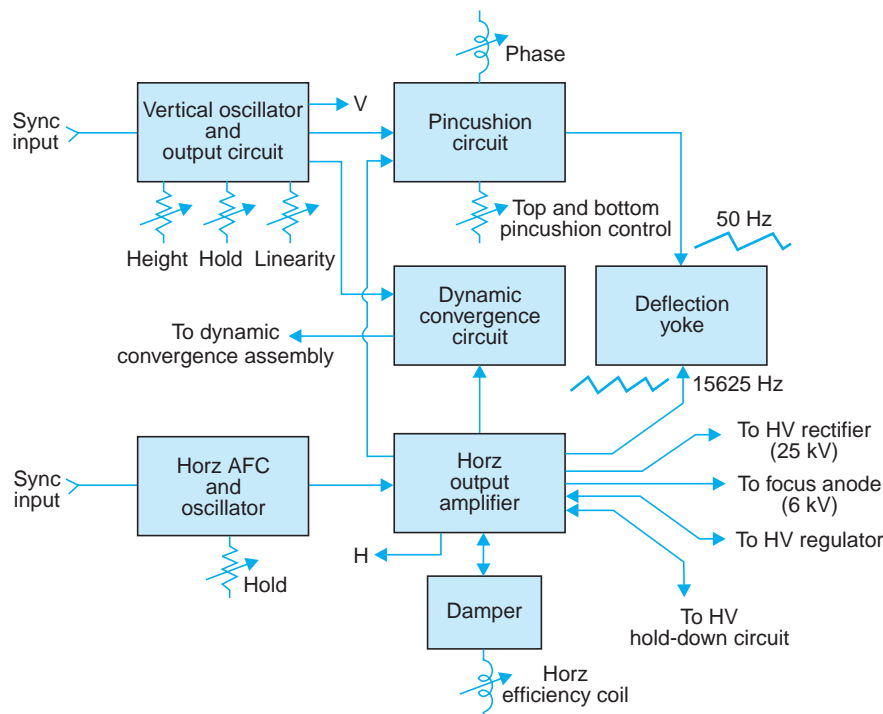 Phase
Vertical oscillator
and
output circuit
V
Sync
input
Pincushion
circuit
Height
Hold
Linearity
Top and bottom
pincushion control
50 Hz
Dynamic
convergence
circuit
Deflection
yoke
To dynamic
convergence assembly
15625 Hz
Sync
input
Horz AFC
and
oscillator
Horz
output
amplifier
To HV rectifier
(25 kV)
To focus anode
(6 kV)
To HV regulator
H
Hold
Damper
To HV
hold-down circuit
Horz
efficiency coil